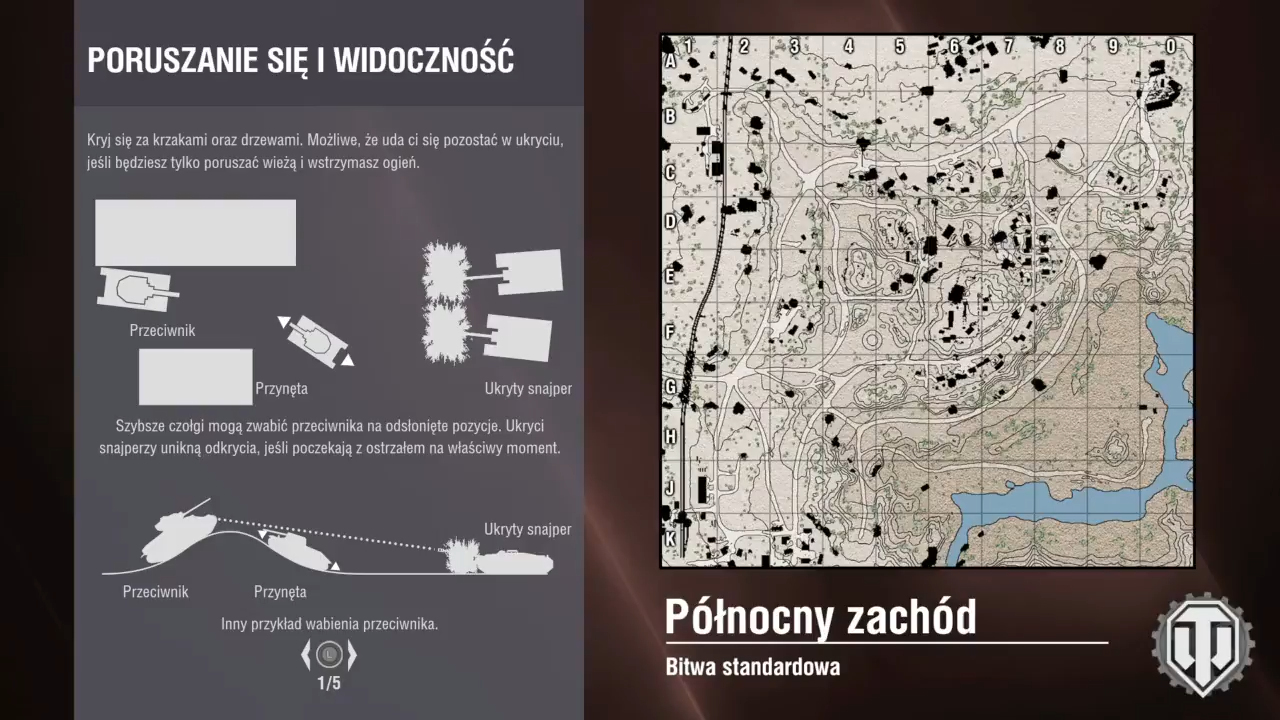 PORUSZANIE SIĘ I WIDOCZNOŚĆ
Kryj się za krzakami oraz drzewami. Możliwe, że uda ci się pozostać w ukryciu,
jeśli będziesz tylko poruszać wieżą i wstrzymasz ogień.
Przeciwnik
Przynęta
Ukryty snajper
Szybsze czołgi mogą zwabić przeciwnika na odsłonięte pozycje. Ukryci
snajperzy unikną odkrycia, jeśli poczekają z ostrzałem na właściwy moment.
Ukryty snajper
Przeciwnik
Przynęta
Inny przykład wabienia przeciwnika.
L
1/5
1 2 3 4 5 6 7 8 9 0
A
B
C
D
E
F
G
H
J
K
Północny zachód
Bitwa standardowa